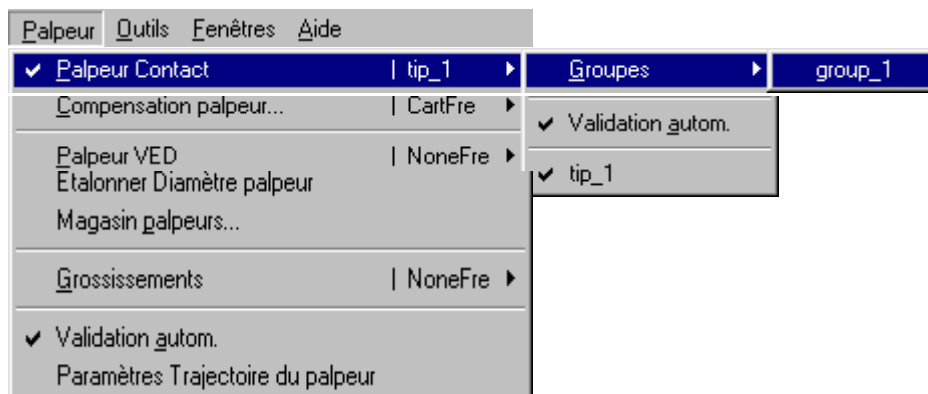 Palpeur Outils Fenêtres Aide
Palpeur Contact | tip_1 Groupes group_1
Compensation palpeur... | CartFre
Validation autom.
Palpeur VED | NoneFre
tip_1
Etalonner Diamètre palpeur
Magasin palpeurs...
Grossissements | NoneFre
Validation autom.
Paramètres Trajectoire du palpeur